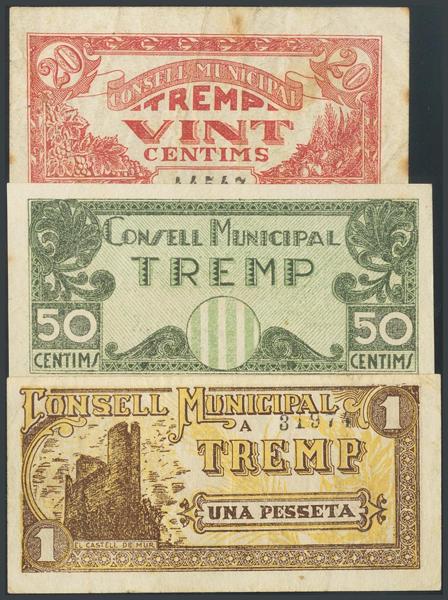 20 20
CONSELL MUNICIPAL
TREMP
VINT
CENTIMS
CONSELL MUNICIPAL
TREMP
50 50
CENTIMS CENTIMS
CONSELL MUNICIPAL 1
A
TREMP
UNA PESSETA
1
EL CASTELL DE MUR